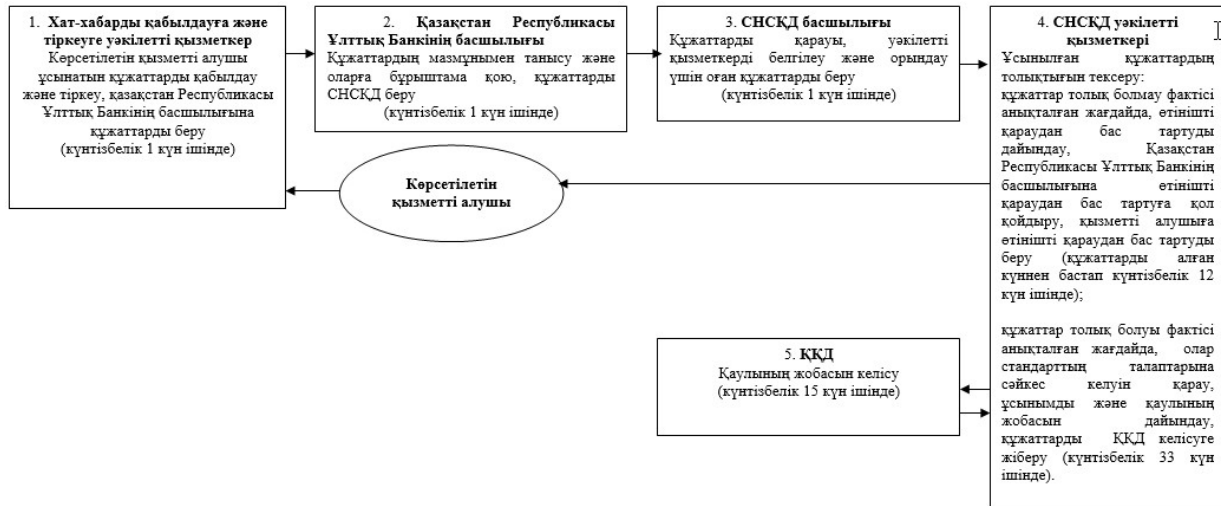 1. Хат-хабарды қабылдауға және
тіркеуге уәкілетті қызметкер
Көрсетілетін қызметті алушы
ұсынатын құжаттарды қабылдау
және тіркеу, қазақстан Республикасы
Ұлттық Банкінің басшылығына
құжаттарды беру
(күнтізбелік 1 күн ішінде)
2. Қазақстан Республикасы
Ұлттық Банкінің басшылығы
Құжаттардың мазмұнымен танысу және
оларға бұрыштама қою, құжаттарды
СНСҚД беру
(күнтізбелік 1 күн ішінде)
3. СНСҚД басшылығы
Құжаттарды қарауы, уәкілетті
қызметкерді белгілеу және орындау
үшін оған құжаттарды беру
(күнтізбелік 1 күн ішінде)
4. СНСҚД уәкілетті
қызметкері
Ұсынылған құжаттардың
толықтығын тексеру:
құжаттар толық болмау фактісі
анықталған жағдайда, өтінішті
қараудан бас тартуды
дайындау, Қазақстан
Республикасы Ұлттық Банкінің
басшылығына өтінішті
қараудан бас тартуға қол
қойдыру, қызметті алушыға
өтінішті қараудан бас тартуды
беру (құжаттарды алған
күннен бастап күнтізбелік 12
күн ішінде);
құжаттар толық болуы фактісі
анықталған жағдайда, олар
стандарттың талаптарына
сәйкес келуін қарау,
ұсынымды және қаулының
жобасын дайындау,
құжаттарды ҚҚД келісуге
жіберу (күнтізбелік 33 күн
ішінде).
Көрсетілетін
қызметті алушы
5. ҚҚД
Қаулының жобасын келісу
(күнтізбелік 15 күн ішінде)